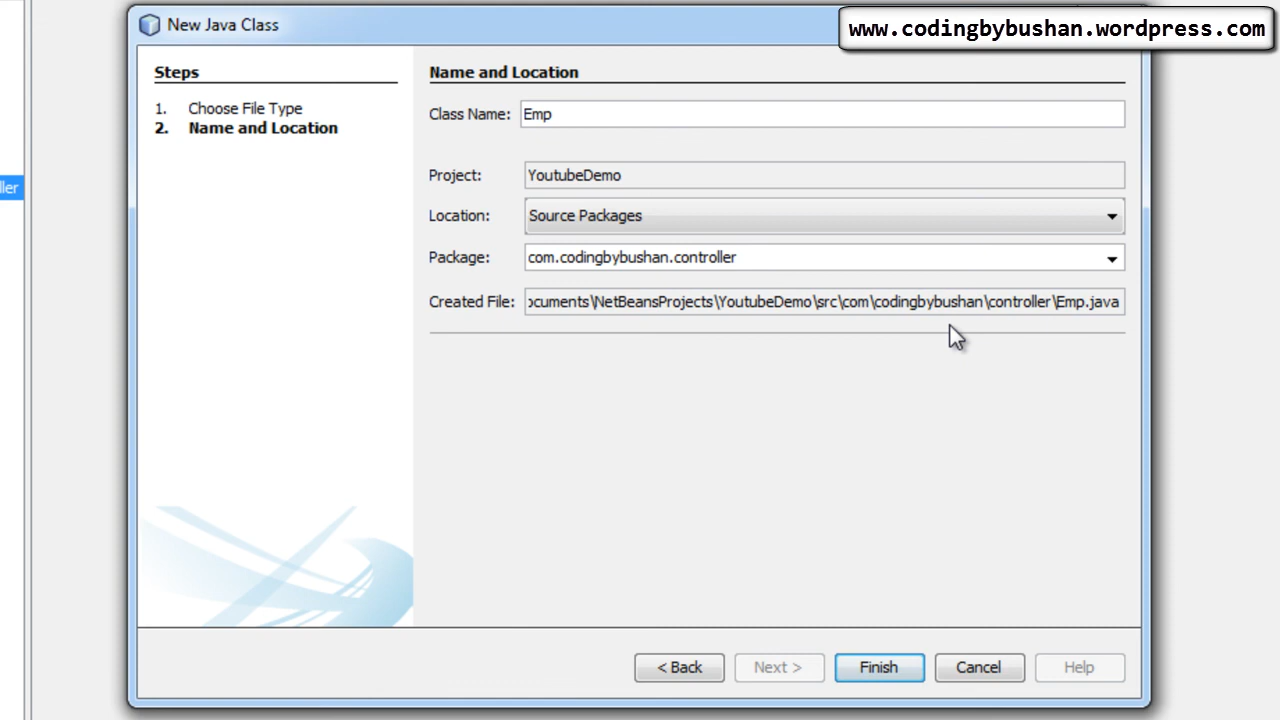 New Java Class
www.codingbybushan.wordpress.com
Steps
1. Choose File Type
2. Name and Location
Name and Location
Class Name: Emp
Project: YoutubeDemo
Location: Source Packages
Package: com.codingbybushan.controller
Created File: ocuments\NetBeansProjects\YoutubeDemo\src\com\codingbybushan\controller\Emp.java
ller
< Back Next > Finish Cancel Help